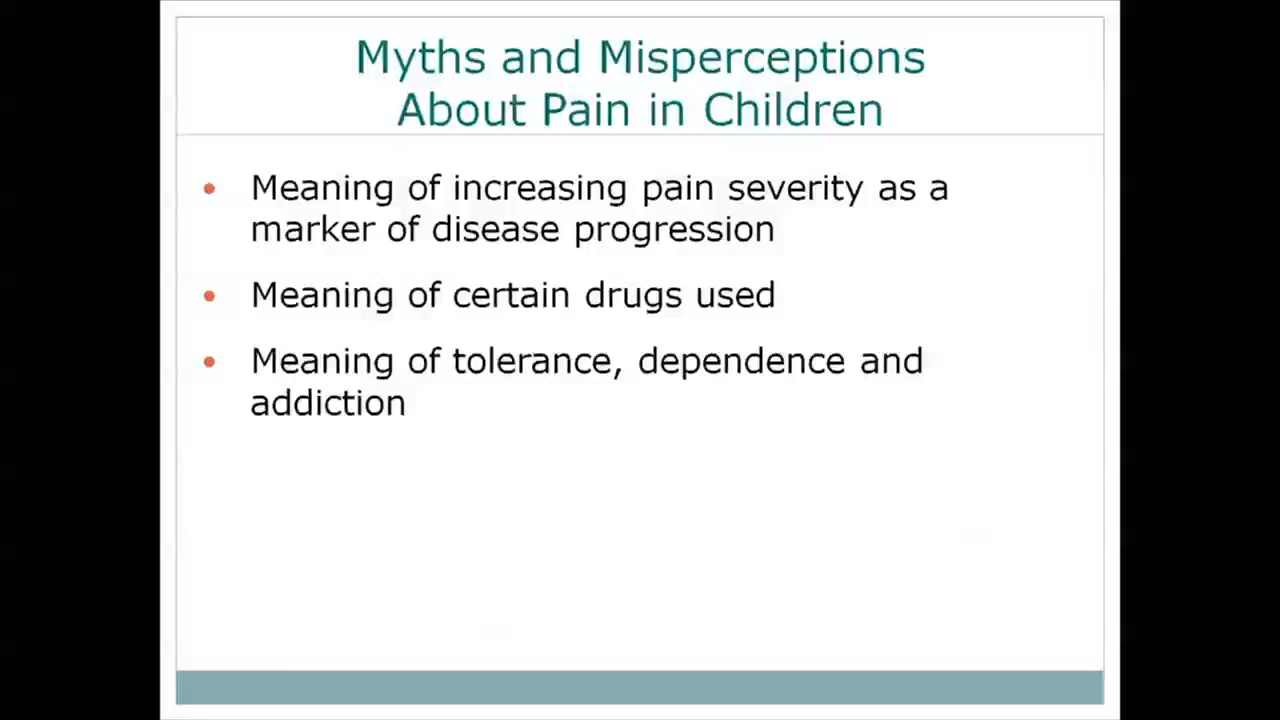 Myths and Misperceptions
About Pain in Children
• Meaning of increasing pain severity as a
marker of disease progression
• Meaning of certain drugs used
• Meaning of tolerance, dependence and
addiction